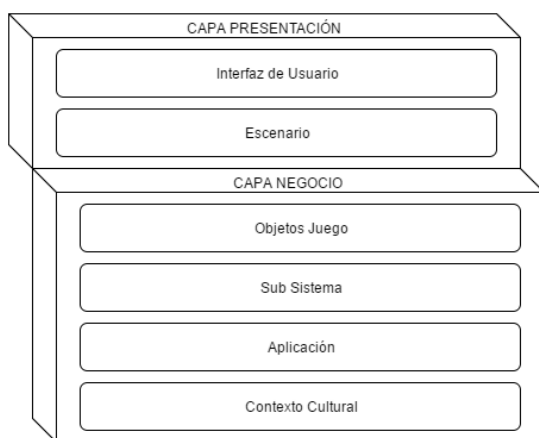 CAPA PRESENTACIÓN
Interfaz de Usuario
Escenario
CAPA NEGOCIO
Objetos Juego
Sub Sistema
Aplicación
Contexto Cultural